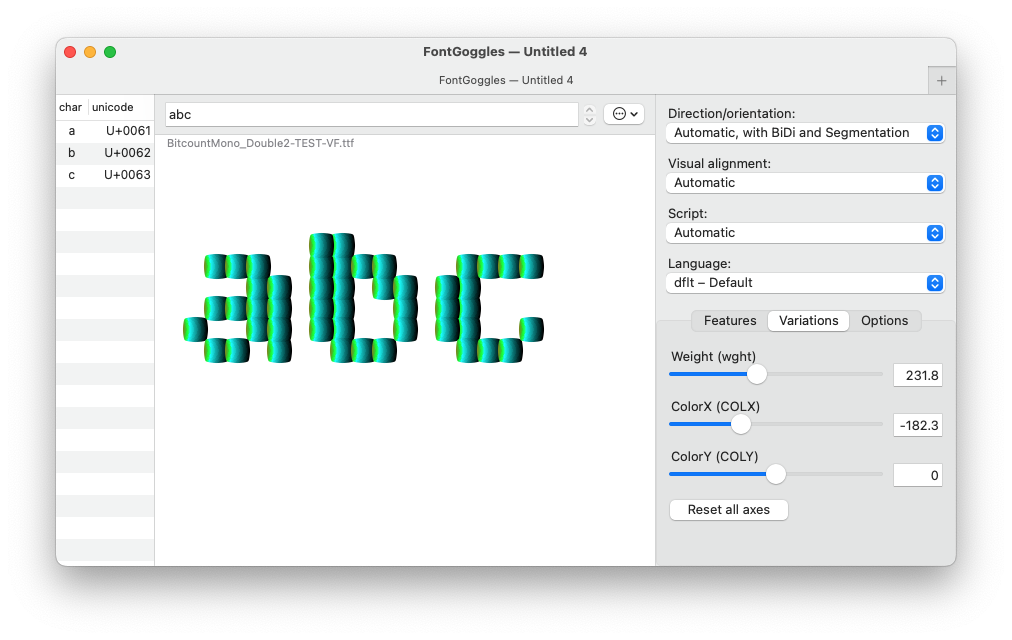 FontGoggles — Untitled 4
FontGoggles — Untitled 4
+
char unicode
a U+0061
b U+0062
c U+0063
abc
BitcountMono_Double2-TEST-VF.ttf
abc
Direction/orientation:
Automatic, with BiDi and Segmentation
Visual alignment:
Automatic
Script:
Automatic
Language:
dflt – Default
Features Variations Options
Weight (wght)
231.8
ColorX (COLX)
-182.3
ColorY (COLY)
0
Reset all axes